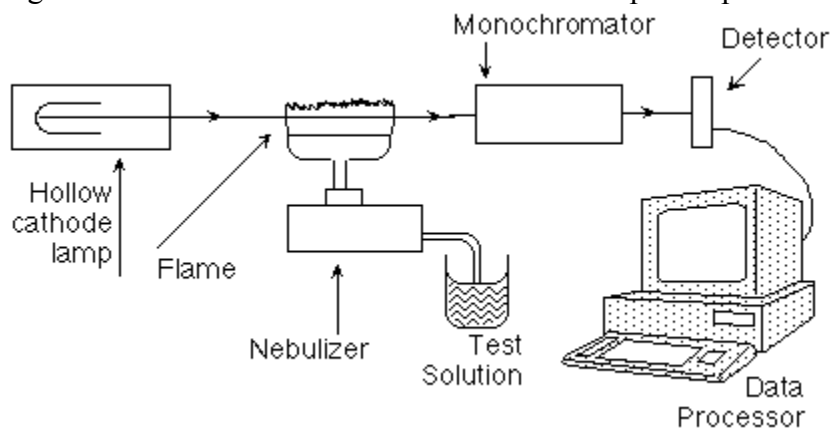 Monochromator
Detector
Hollow
cathode
lamp
Flame
Nebulizer
Test
Solution
Data
Processor